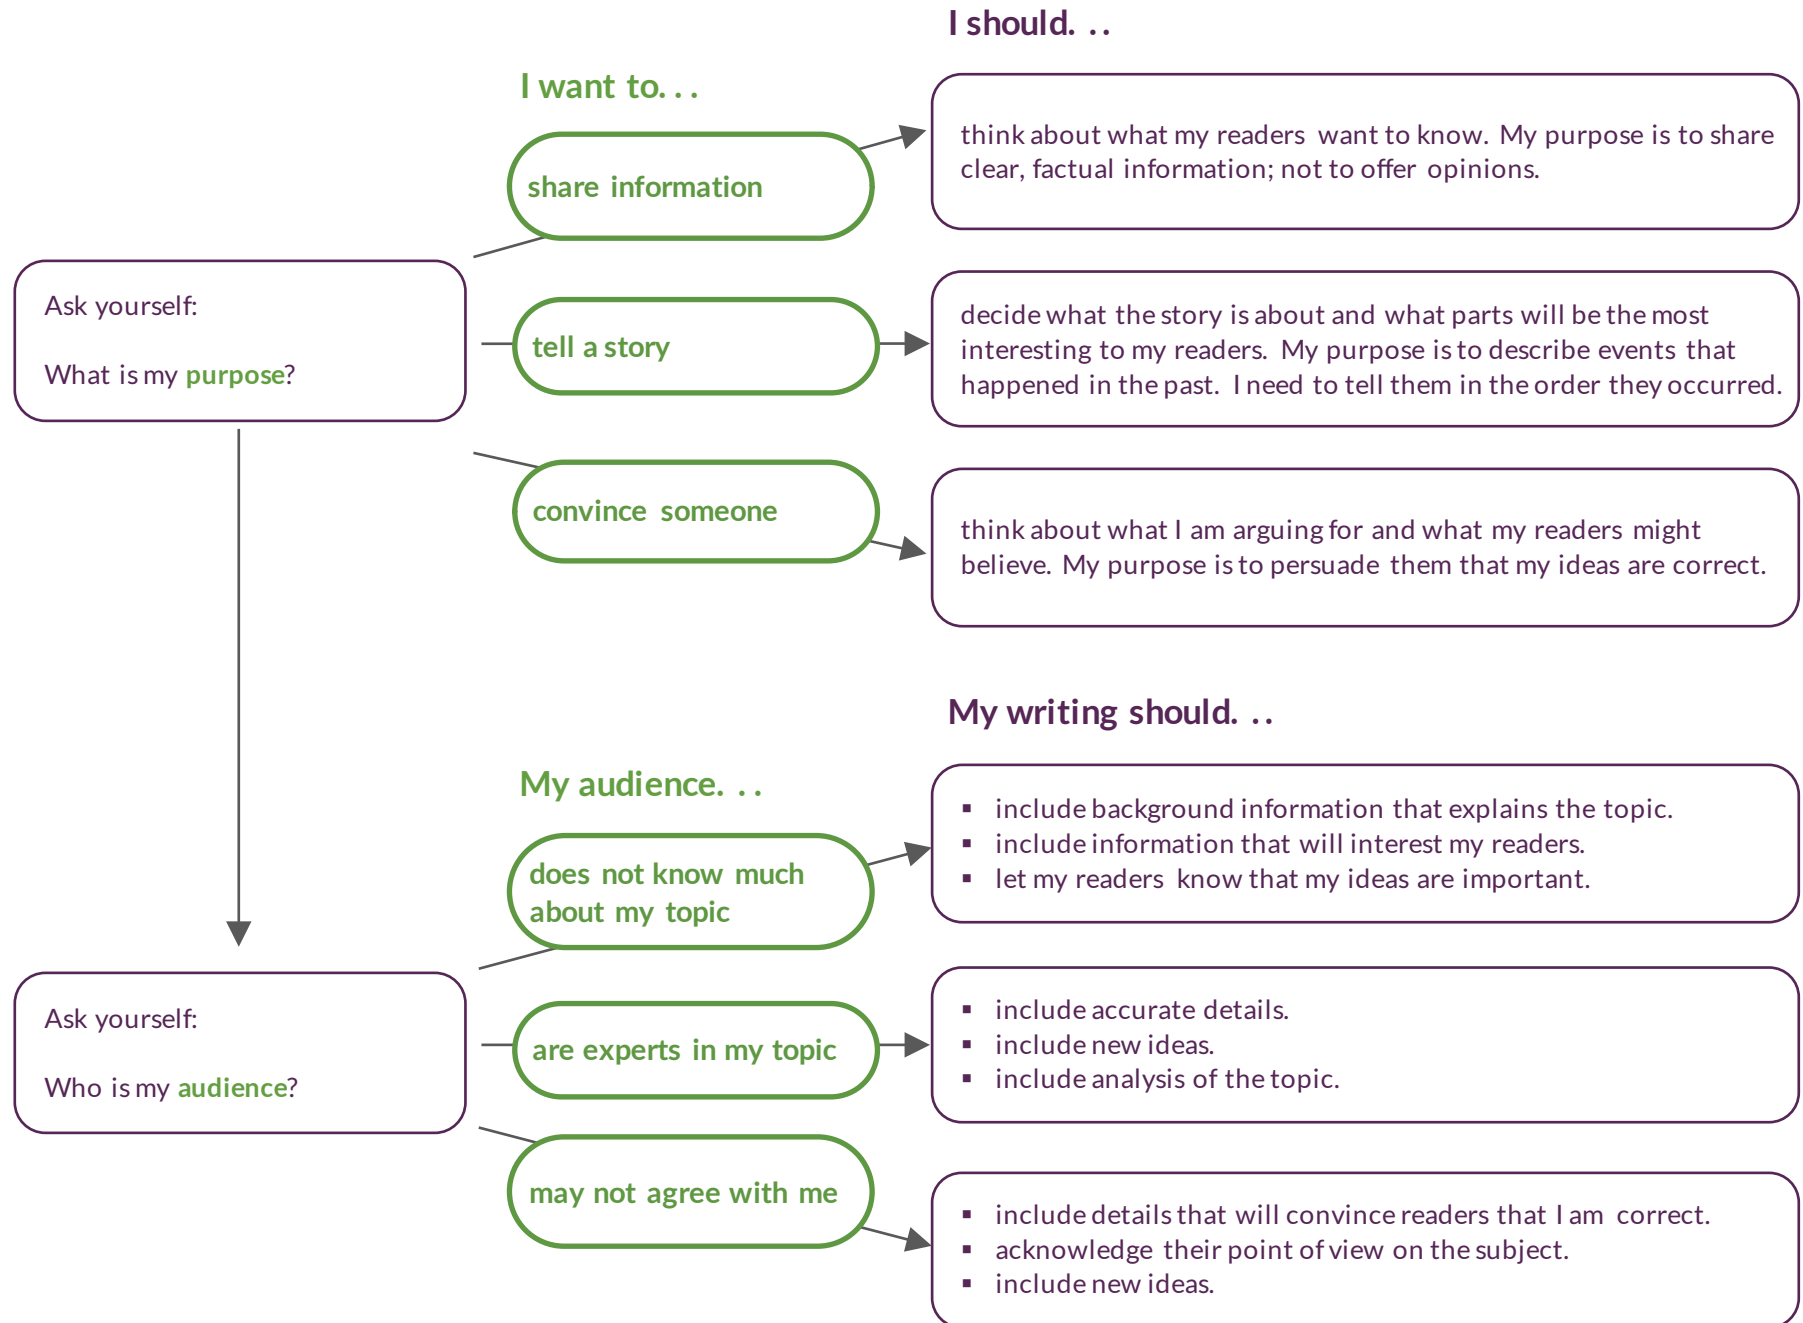 I should. . .
I want to. . .
share information
think about what my readers want to know. My purpose is to share
clear, factual information; not to offer opinions.
Ask yourself:
What is my purpose?
tell a story
decide what the story is about and what parts will be the most
interesting to my readers. My purpose is to describe events that
happened in the past. I need to tell them in the order they occurred.
convince someone
think about what I am arguing for and what my readers might
believe. My purpose is to persuade them that my ideas are correct.
My writing should. . .
My audience. . .
does not know much
about my topic
▪ include background information that explains the topic.
▪ include information that will interest my readers.
▪ let my readers know that my ideas are important.
Ask yourself:
Who is my audience?
are experts in my topic
▪ include accurate details.
▪ include new ideas.
▪ include analysis of the topic.
may not agree with me
▪ include details that will convince readers that I am correct.
▪ acknowledge their point of view on the subject.
▪ include new ideas.